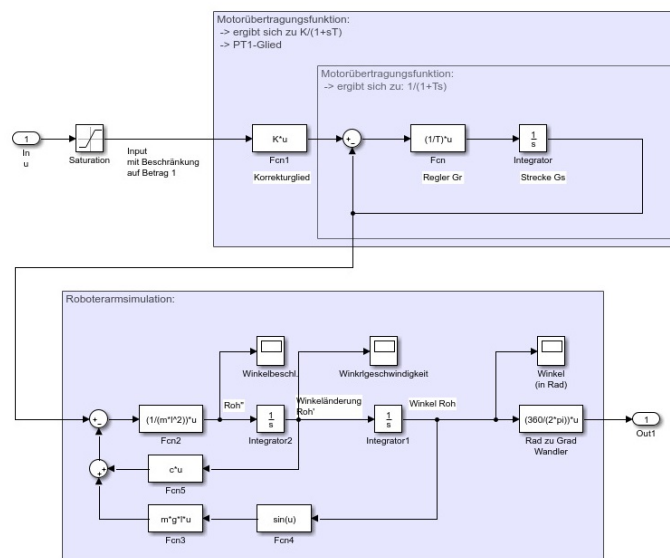 Motorübertragungsfunktion:
-> ergibt sich zu K/(1+sT)
-> PT1-Glied
Motorübertragungsfunktion:
-> ergibt sich zu: 1/(1+Ts)
1
In
u
Saturation
Input
mit Beschränkung
auf Betrag 1
K*u
Fcn1
Korrekturglied
+
-
(1/T)*u
Fcn
Regler Gr
1
s
Integrator
Strecke Gs
Roboterarmsimulation:
Winkelbeschl.
Winkrlgeschwindigkeit
Winkel
(in Rad)
+
-
(1/(m*l^2))*u
Fcn2
Roh''
1
s
Integrator2
Winkeländerung
Roh'
1
s
Integrator1
Winkel Roh
(360/(2*pi))*u
Rad zu Grad
Wandler
1
Out1
+
+
c*u
Fcn5
m*g*l*u
Fcn3
sin(u)
Fcn4